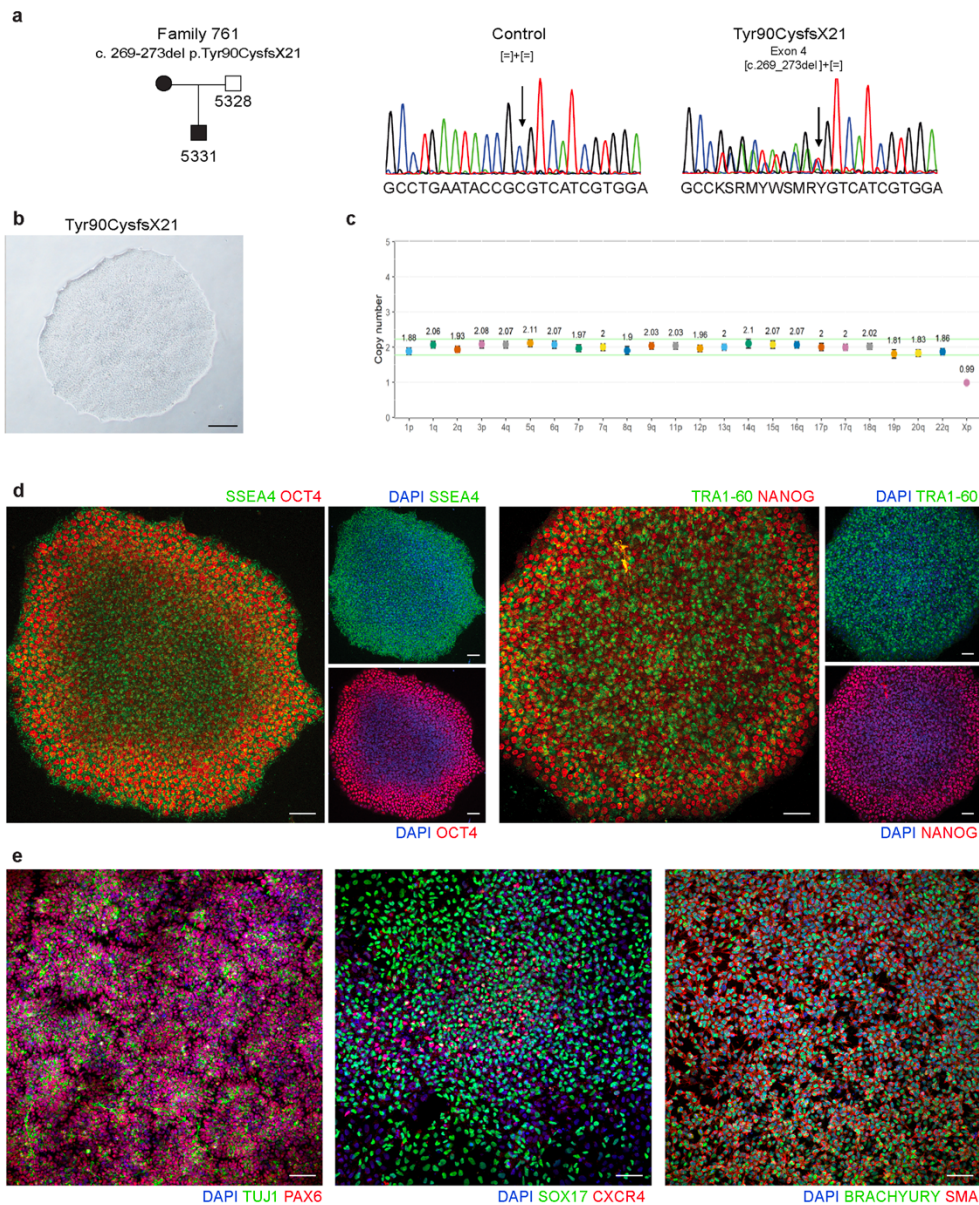 a
Family 761
c. 269-273del p.Tyr90CysfsX21
5328
5331
Control
[=]+[=]
GCCTGAATACCGCGTCATCGTGGA
Tyr90CysfsX21
Exon 4
[c.269_273del]+[=]
GCCKSRMYWSMRYGTCATCGTGGA
b
Tyr90CysfsX21
c
Copy number
5
4
3
2
1
0
1.88 2.06 1.93 2.08 2.07 2.11 2.07 1.97 2 1.9 2.03 2.03 1.96 2 2.1 2.07 2.07 2 2 2.02 1.81 1.83 1.86 0.99
1p 1q 2q 3p 4p 5q 6q 7p 7q 8q 9q 11p 12p 13q 14q 15q 16q 17p 17q 18q 19p 20q 22q Xp
d
SSEA4 OCT4
DAPI SSEA4
DAPI OCT4
TRA1-60 NANOG
DAPI TRA1-60
DAPI NANOG
e
DAPI TUJ1 PAX6
DAPI SOX17 CXCR4
DAPI BRACHYURY SMA